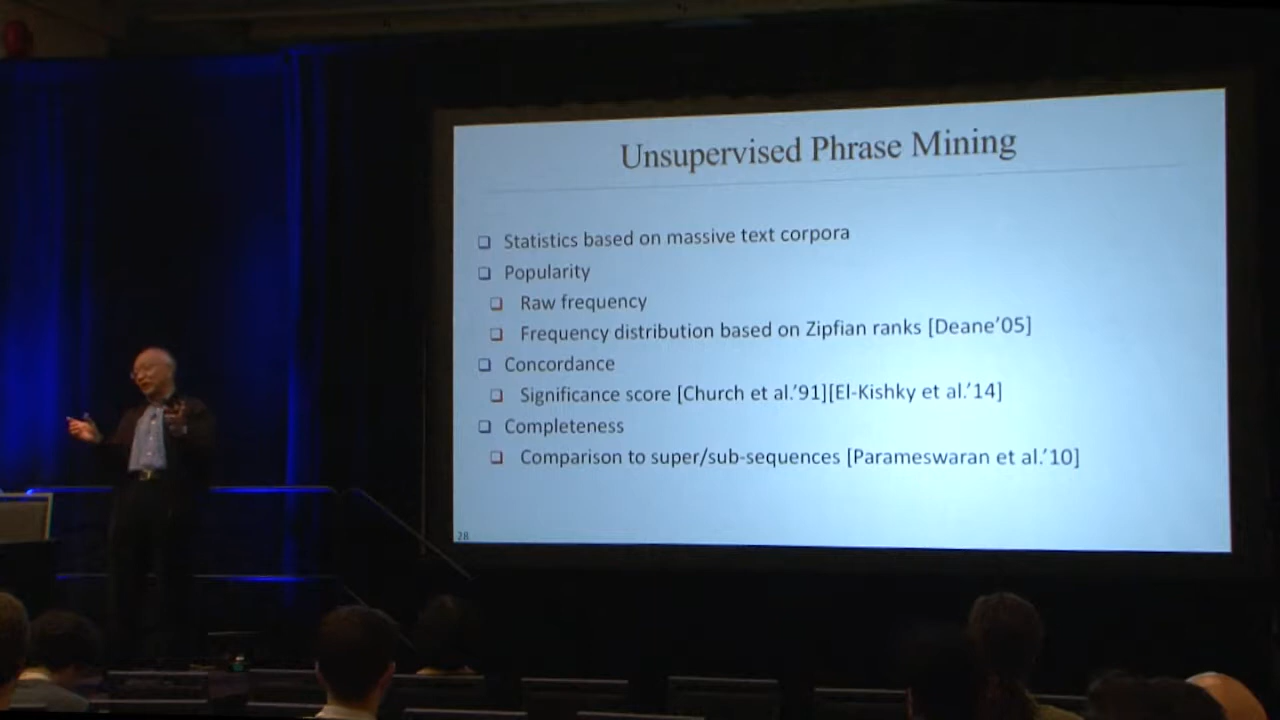 Unsupervised Phrase Mining
Statistics based on massive text corpora
Popularity
Raw frequency
Frequency distribution based on Zipfian ranks [Deane'05]
Concordance
Significance score [Church et al.'91][El-Kishky et al.'14]
Completeness
Comparison to super/sub-sequences [Parameswaran et al.'10]
28